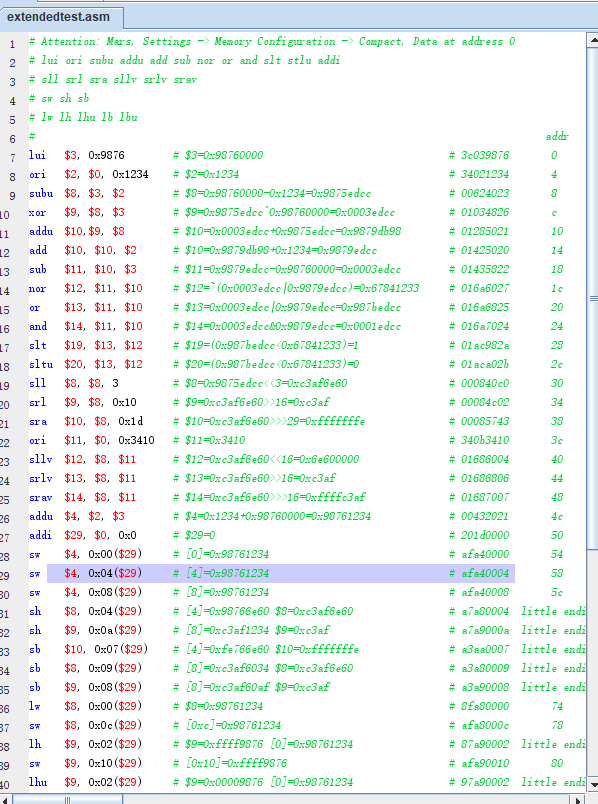 extendedtest.asm
1 # Attention: Mars, Settings -> Memory Configuration -> Compact, Data at address 0
2 # lui ori subu addu add sub nor or and slt stlu addi
3 # sll srl sra sllv srlv srav
4 # sw sh sb
5 # lw lh lhu lb lbu
6 # addr
7 lui $3, 0x9876 # $3=0x98760000 # 3c039876 0
8 ori $2, $0, 0x1234 # $2=0x1234 # 34021234 4
9 subu $8, $3, $2 # $8=0x98760000-0x1234=0x9875edcc # 00624023 8
10 xor $9, $8, $3 # $9=0x9875edcc^0x98760000=0x0003edcc # 01034826 c
11 addu $10,$9, $8 # $10=0x0003edcc+0x9875edcc=0x9879db98 # 01285021 10
12 add $10, $10, $2 # $10=0x9879db98+0x1234=0x9879edcc # 01425020 14
13 sub $11, $10, $3 # $11=0x9879edcc-0x98760000=0x0003edcc # 01435822 18
14 nor $12, $11, $10 # $12=~(0x0003edcc|0x9879edcc)=0x67841233 # 016a6027 1c
15 or $13, $11, $10 # $13=0x0003edcc|0x9879edcc=0x987bedcc # 016a6825 20
16 and $14, $11, $10 # $14=0x0003edcc&0x9879edcc=0x0001edcc # 016a7024 24
17 slt $19, $13, $12 # $19=(0x987bedcc<0x67841233)=1 # 01ac982a 28
18 sltu $20, $13, $12 # $20=(0x987bedcc<0x67841233)=0 # 01aca02b 2c
19 sll $8, $8, 3 # $8=0x9875edcc<<3=0xc3af6e60 # 000840c0 30
20 srl $9, $8, 0x10 # $9=0xc3af6e60>>16=0xc3af # 00084c02 34
21 sra $10, $8, 0x1d # $10=0xc3af6e60>>>29=0xfffffffe # 00085743 38
22 ori $11, $0, 0x3410 # $11=0x3410 # 340b3410 3c
23 sllv $12, $8, $11 # $12=0xc3af6e60<<16=0x6e600000 # 01686004 40
24 srlv $13, $8, $11 # $13=0xc3af6e60>>16=0xc3af # 01686806 44
25 srav $14, $8, $11 # $14=0xc3af6e60>>>16=0xffffc3af # 01687007 48
26 addu $4, $2, $3 # $4=0x1234+0x98760000=0x98761234 # 00432021 4c
27 addi $29, $0, 0x0 # $29=0 # 201d0000 50
28 sw $4, 0x00($29) # [0]=0x98761234 # afa40000 54
29 sw $4, 0x04($29) # [4]=0x98761234 # afa40004 58
30 sw $4, 0x08($29) # [8]=0x98761234 # afa40008 5c
31 sh $8, 0x04($29) # [4]=0x98766e60 $8=0xc3af6e60 # a7a80004 little endi
32 sh $9, 0x0a($29) # [8]=0xc3af1234 $9=0xc3af # a7a9000a little endi
33 sb $10, 0x07($29) # [4]=0xfe766e60 $10=0xfffffffe # a3aa0007 little endi
34 sb $8, 0x09($29) # [8]=0xc3af6034 $8=0xc3af6e60 # a3a80009 little endi
35 sb $9, 0x08($29) # [8]=0xc3af60af $9=0xc3af # a3a90008 little endi
36 lw $8, 0x00($29) # $8=0x98761234 # 8fa80000 74
37 sw $8, 0x0c($29) # [0xc]=0x98761234 # afa8000c 78
38 lh $9, 0x02($29) # $9=0xffff9876 [0]=0x98761234 # 87a90002 little endi
39 sw $9, 0x10($29) # [0x10]=0xffff9876 # afa90010 80
40 lhu $9, 0x02($29) # $9=0x00009876 [0]=0x98761234 # 97a90002 little endi